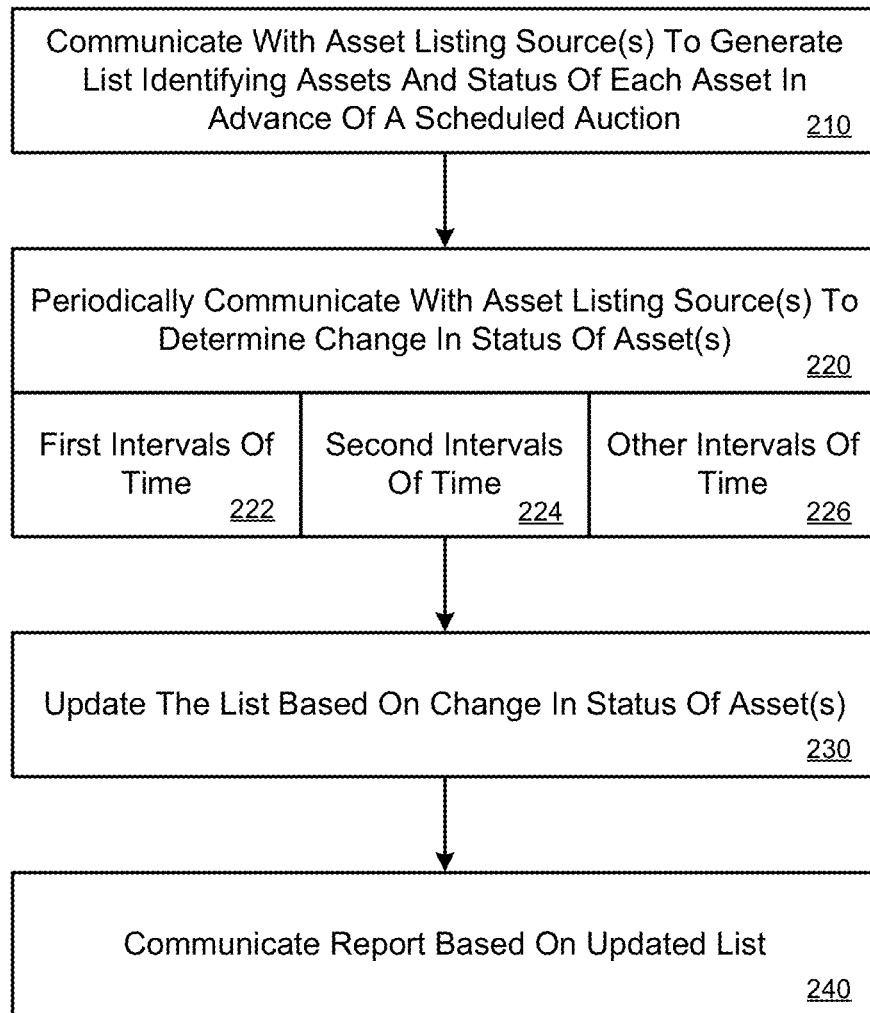 Communicate With Asset Listing Source(s) To Generate
List Identifying Assets And Status Of Each Asset In
Advance Of A Scheduled Auction
210
Periodically Communicate With Asset Listing Source(s) To
Determine Change In Status Of Asset(s)
220
First Intervals Of
Time
222
Second Intervals
Of Time
224
Other Intervals Of
Time
226
Update The List Based On Change In Status Of Asset(s)
230
Communicate Report Based On Updated List
240